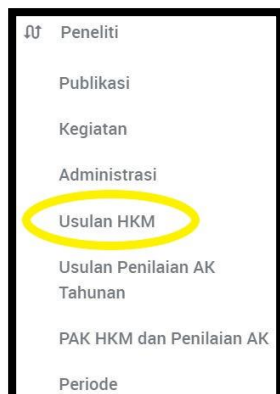 Peneliti
Publikasi
Kegiatan
Administrasi
Usulan HKM
Usulan Penilaian AK
Tahunan
PAK HKM dan Penilaian AK
Periode